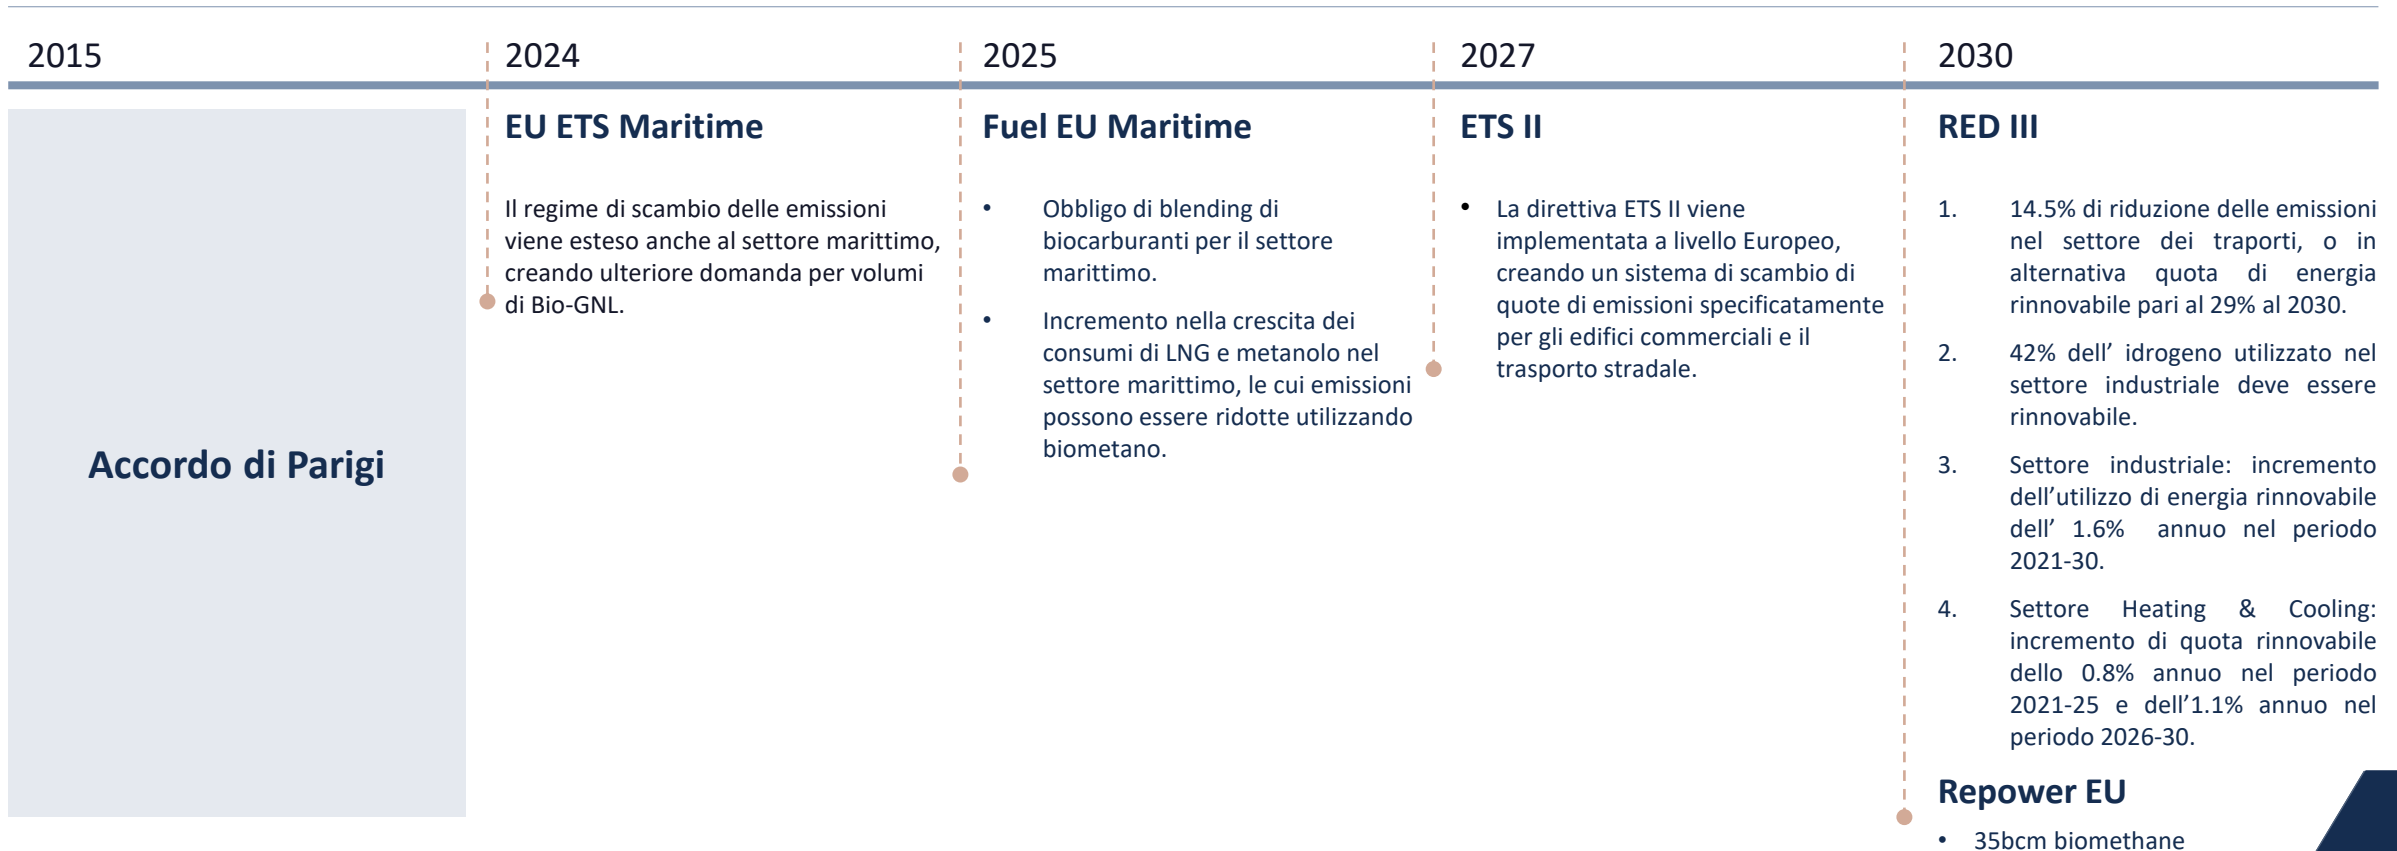 2015
Accordo di Parigi
2024
EU ETS Maritime
Il regime di scambio delle emissioni
viene esteso anche al settore marittimo,
creando ulteriore domanda per volumi
di Bio-GNL.
2025
Fuel EU Maritime
• Obbligo di blending di
biocarburanti per il settore
marittimo.
• Incremento nella crescita dei
consumi di LNG e metanolo nel
settore marittimo, le cui emissioni
possono essere ridotte utilizzando
biometano.
2027
ETS II
• La direttiva ETS II viene
implementata a livello Europeo,
creando un sistema di scambio di
quote di emissioni specificatamente
per gli edifici commerciali e il
trasporto stradale.
2030
RED III
1. 14.5% di riduzione delle emissioni
nel settore dei traporti, o in
alternativa quota di energia
rinnovabile pari al 29% al 2030.
2. 42% dell’ idrogeno utilizzato nel
settore industriale deve essere
rinnovabile.
3. Settore industriale: incremento
dell’utilizzo di energia rinnovabile
dell’ 1.6% annuo nel periodo
2021-30.
4. Settore Heating & Cooling:
incremento di quota rinnovabile
dello 0.8% annuo nel periodo
2021-25 e dell’1.1% annuo nel
periodo 2026-30.
Repower EU
• 35bcm biomethane